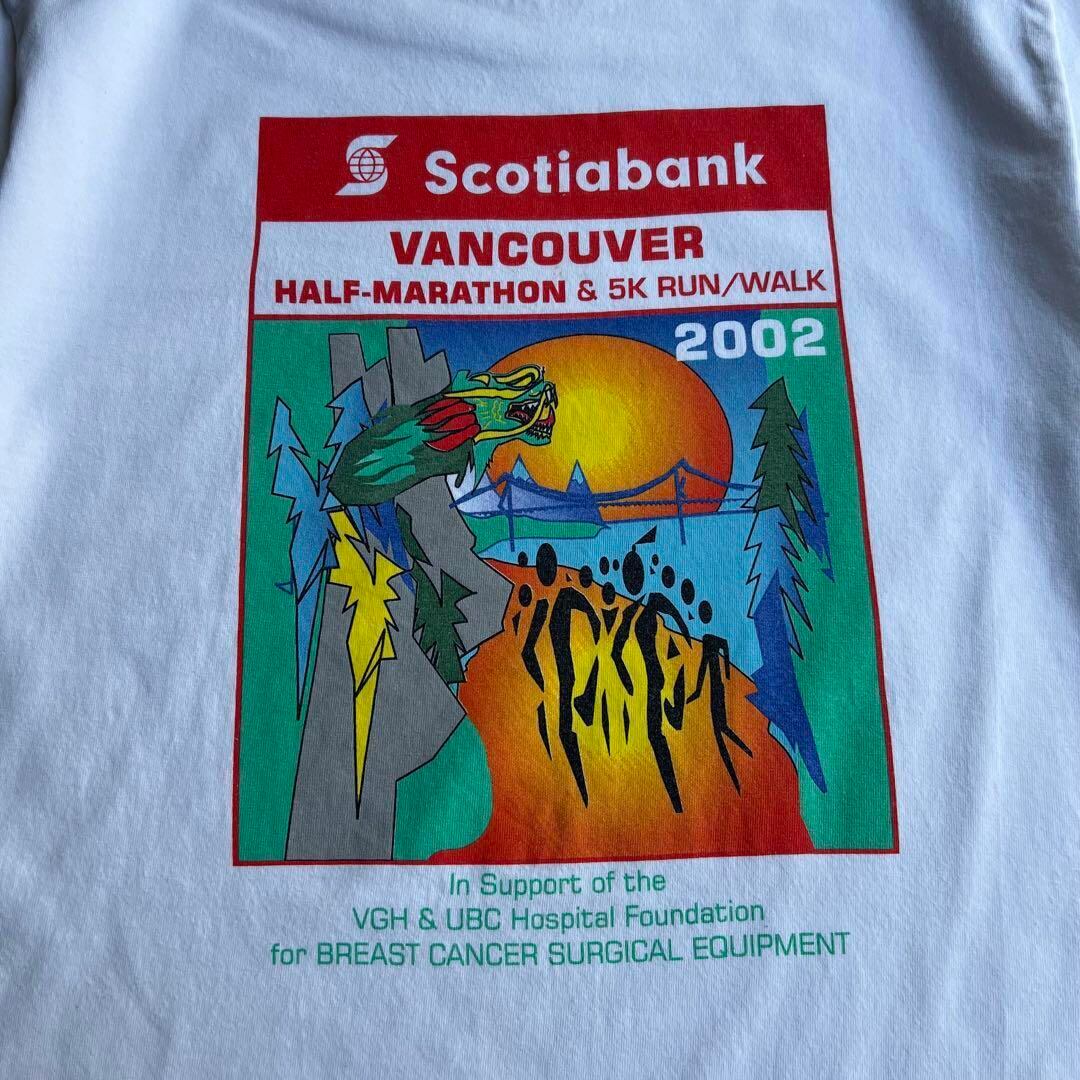 Scotiabank
VANCOUVER
HALF-MARATHON & 5K RUN/WALK
2002
In Support of the
VGH & UBC Hospital Foundation
for BREAST CANCER SURGICAL EQUIPMENT